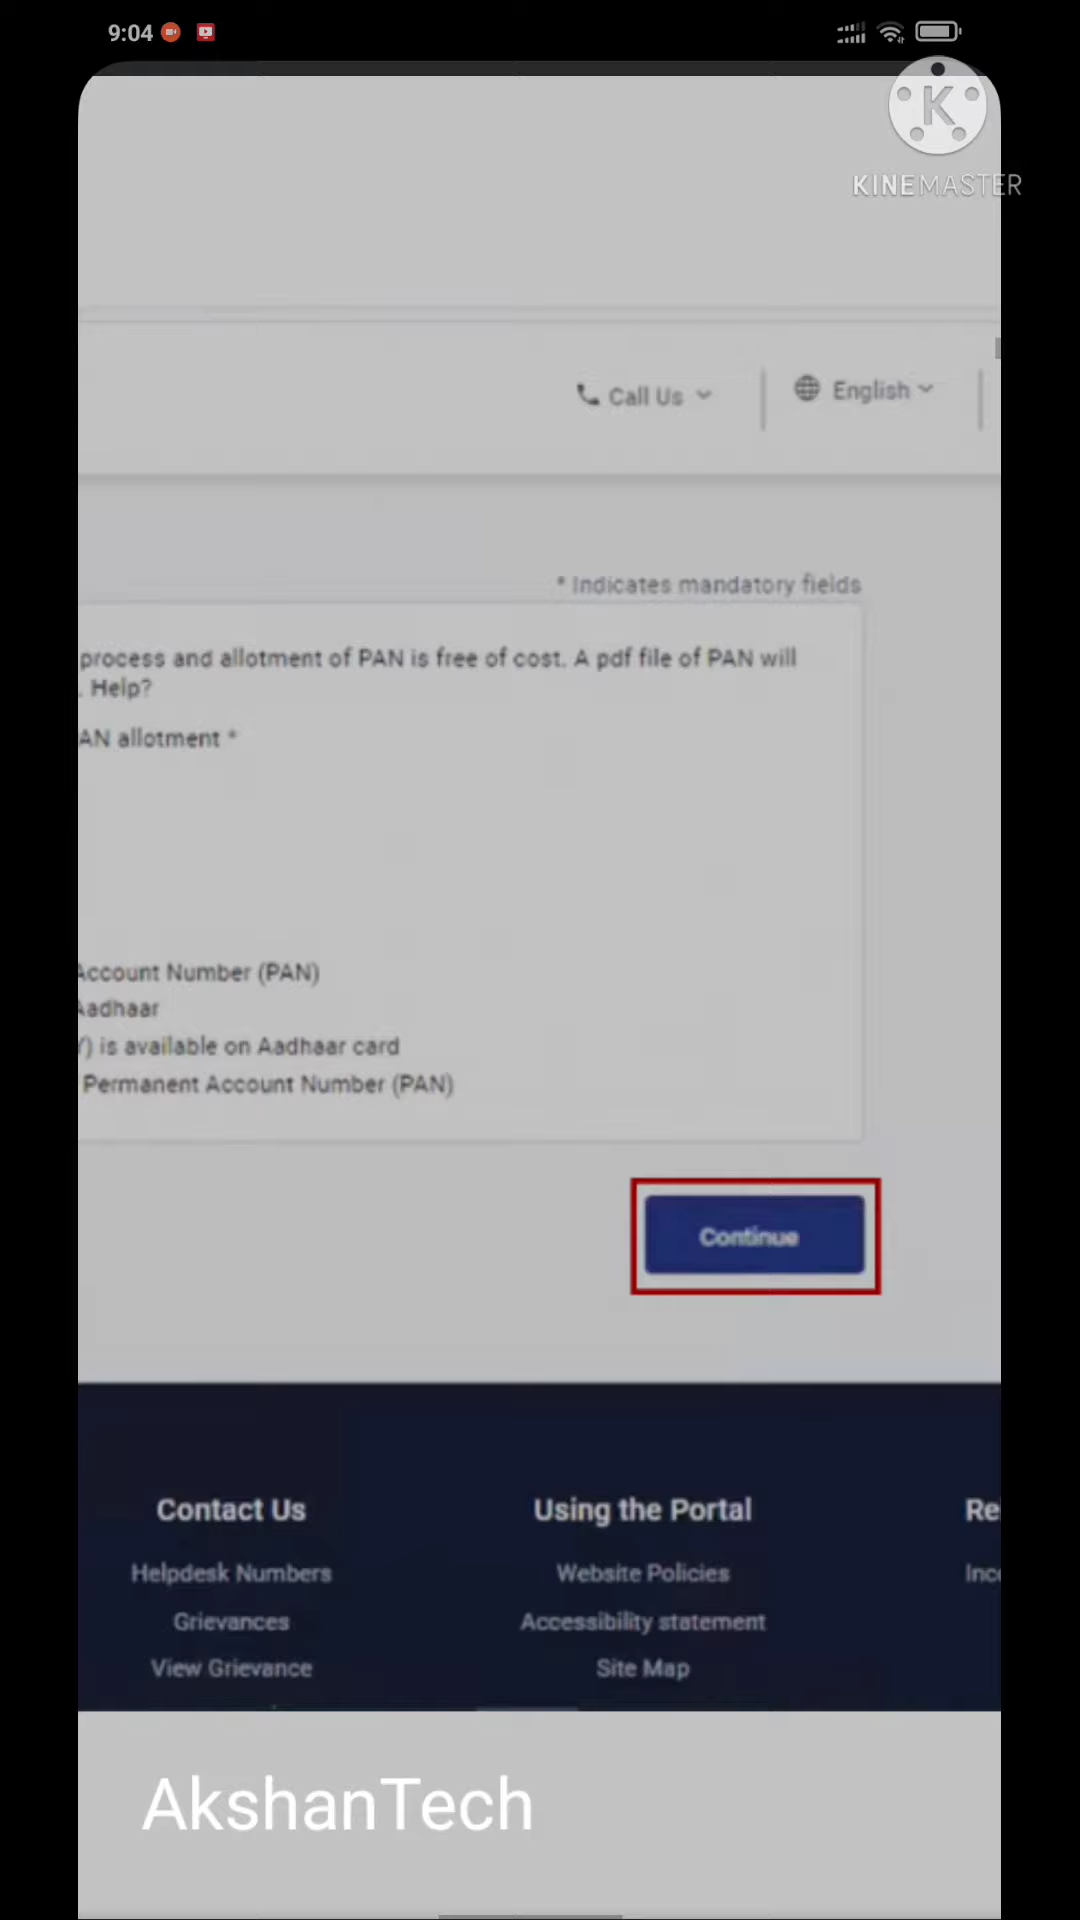 9:04
K
KINEMASTER
Call Us
English
* Indicates mandatory fields
process and allotment of PAN is free of cost. A pdf file of PAN will
. Help?
AN allotment *
Account Number (PAN)
Aadhaar
) is available on Aadhaar card
Permanent Account Number (PAN)
Continue
Contact Us
Using the Portal
Helpdesk Numbers
Website Policies
Grievances
Accessibility statement
View Grievance
Site Map
AkshanTech